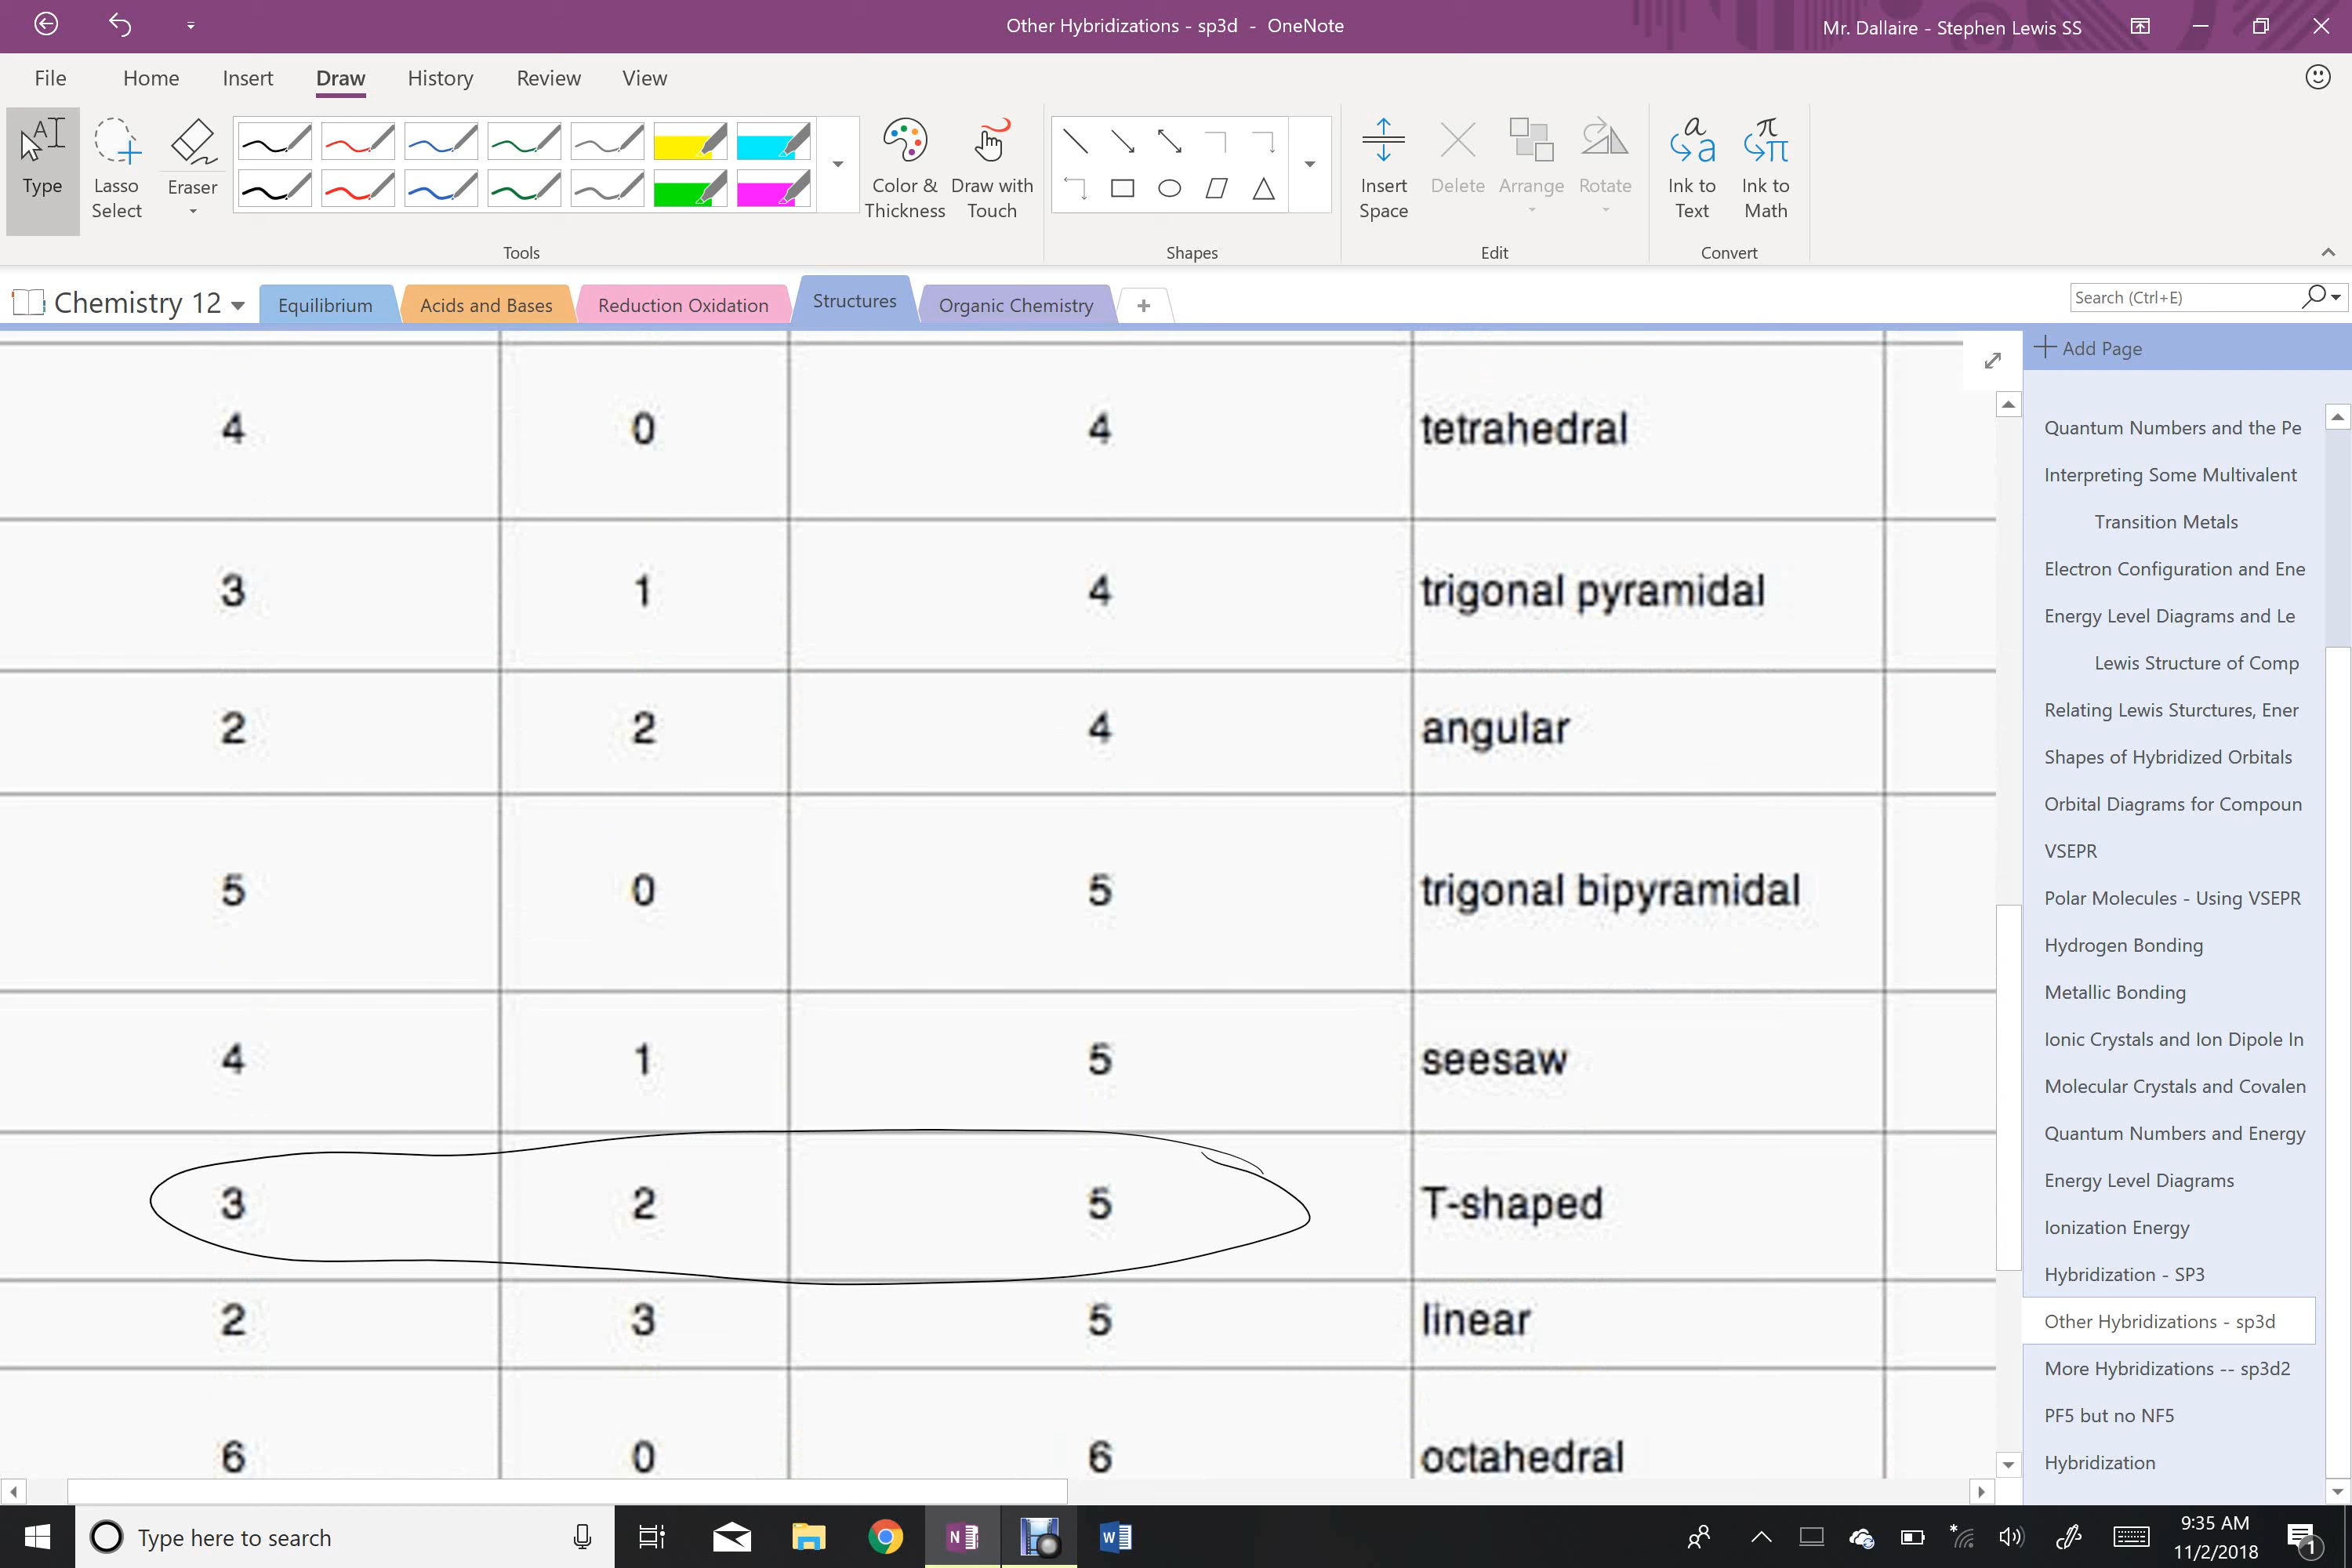 Other Hybridizations - sp3d - OneNote
Mr. Dallaire - Stephen Lewis SS
File Home Insert Draw History Review View
Type
Lasso Select
Eraser
Color & Thickness
Draw with Touch
Insert Space
Delete
Arrange
Rotate
Ink to Text
Ink to Math
Tools
Shapes
Edit
Convert
Chemistry 12
Equilibrium
Acids and Bases
Reduction Oxidation
Structures
Organic Chemistry
+
Search (Ctrl+E)
4 0 4 tetrahedral
3 1 4 trigonal pyramidal
2 2 4 angular
5 0 5 trigonal bipyramidal
4 1 5 seesaw
3 2 5 T-shaped
2 3 5 linear
6 0 6 octahedral
Add Page
Quantum Numbers and the Pe
Interpreting Some Multivalent
Transition Metals
Electron Configuration and Ene
Energy Level Diagrams and Le
Lewis Structure of Comp
Relating Lewis Sturctures, Ener
Shapes of Hybridized Orbitals
Orbital Diagrams for Compoun
VSEPR
Polar Molecules - Using VSEPR
Hydrogen Bonding
Metallic Bonding
Ionic Crystals and Ion Dipole In
Molecular Crystals and Covalen
Quantum Numbers and Energy
Energy Level Diagrams
Ionization Energy
Hybridization - SP3
Other Hybridizations - sp3d
More Hybridizations -- sp3d2
PF5 but no NF5
Hybridization
Type here to search
9:35 AM
11/2/2018
1